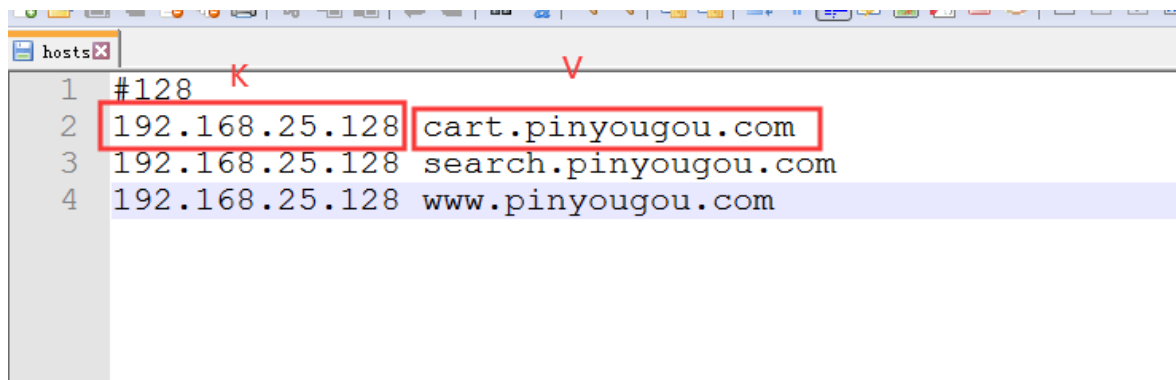 hosts
K V
1 #128
2 192.168.25.128 cart.pinyougou.com
3 192.168.25.128 search.pinyougou.com
4 192.168.25.128 www.pinyougou.com